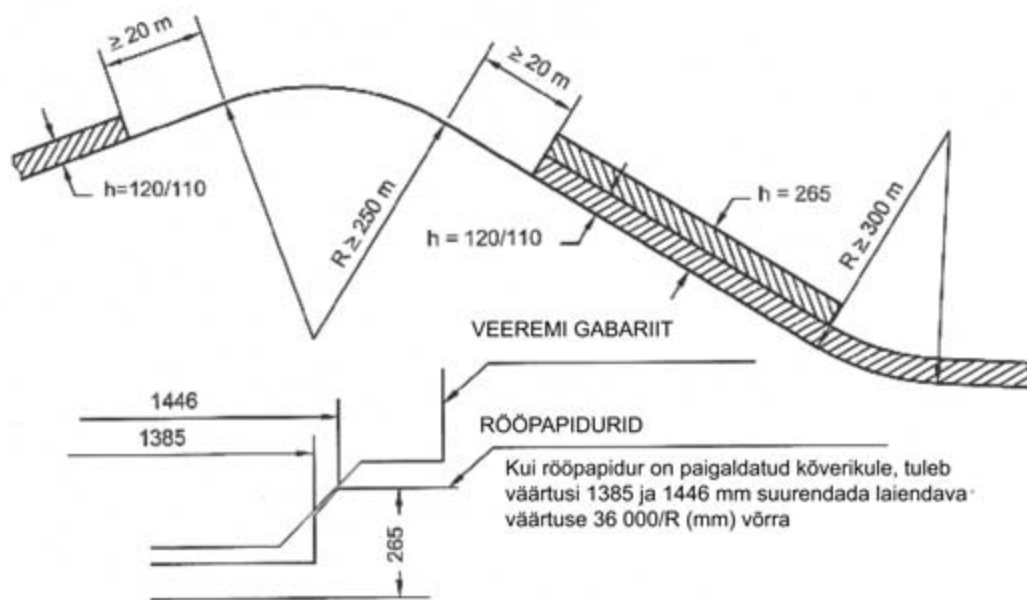 ≥ 20 m
≥ 20 m
h=120/110
R ≥ 250 m
h = 265
h = 120/110
R ≥ 300 m
VEEREMI GABARIIT
1446
RÖÖPAPIDURID
1385
Kui rööpapidur on paigaldatud kõverikule, tuleb
väärtusi 1385 ja 1446 mm suurendada laiendava
väärtuse 36 000/R (mm) võrra
265